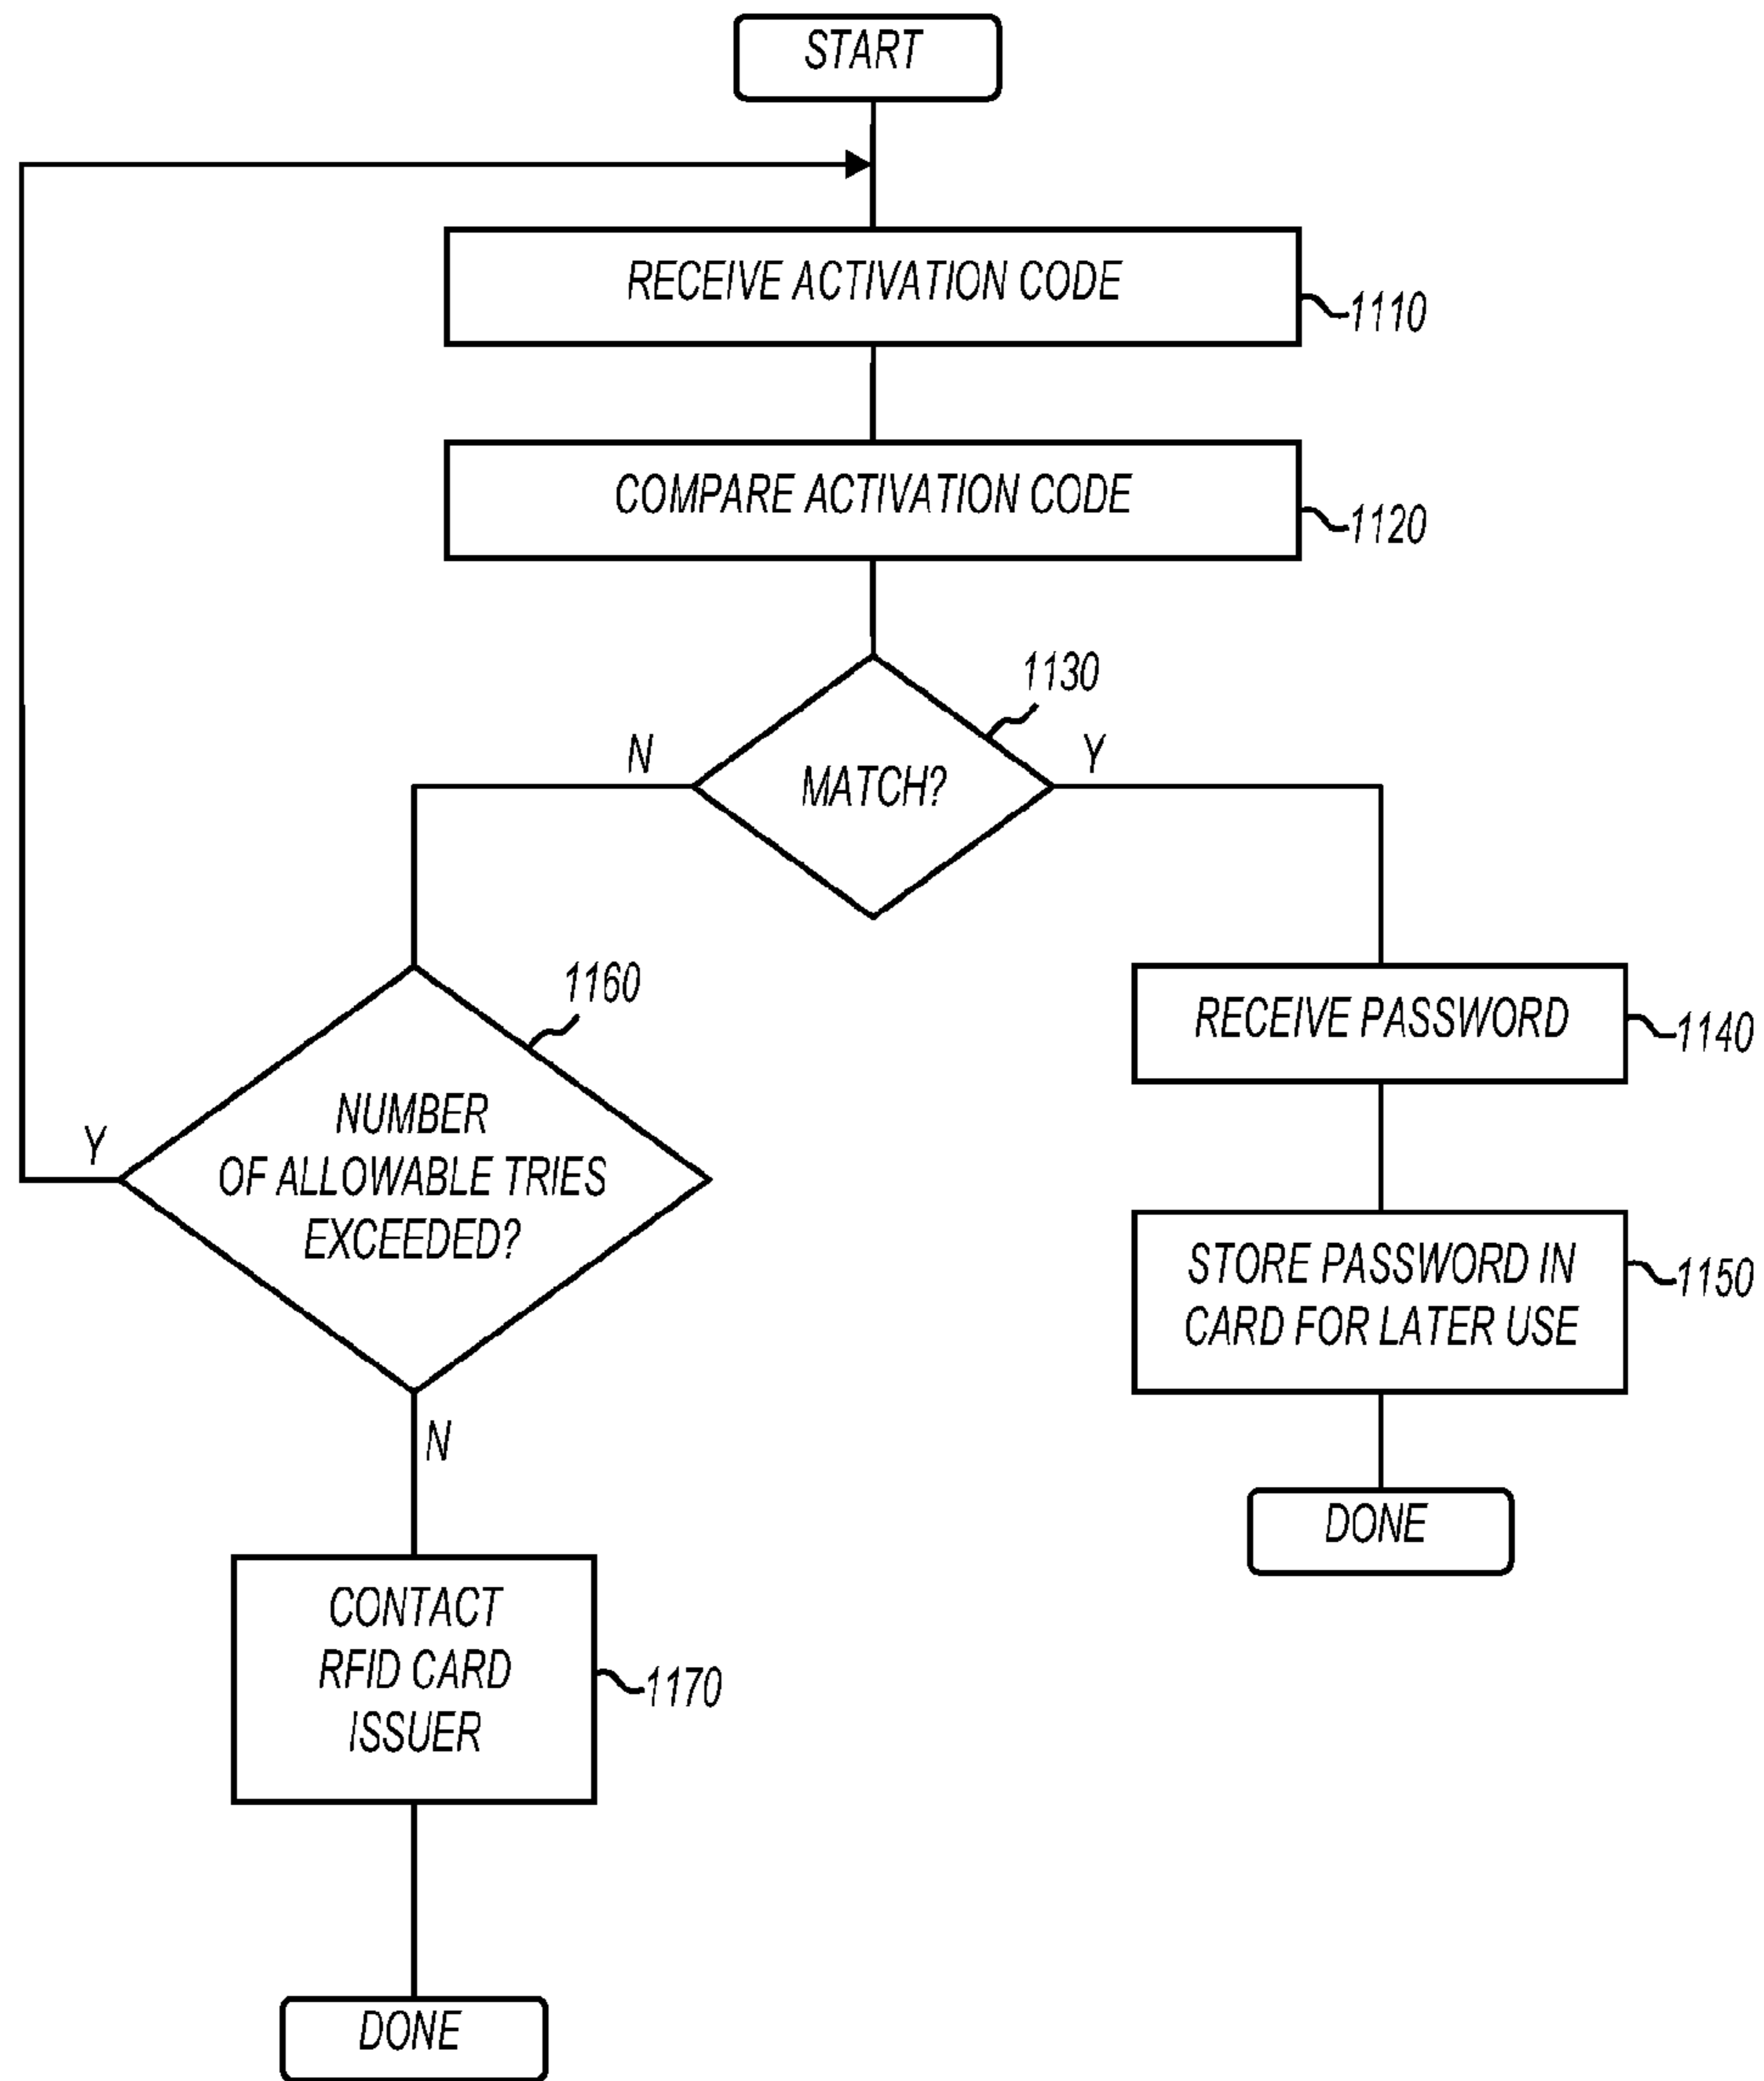 START
RECEIVE ACTIVATION CODE
1110
COMPARE ACTIVATION CODE
1120
1130
N
MATCH?
Y
1160
NUMBER
OF ALLOWABLE TRIES
EXCEEDED?
Y
N
RECEIVE PASSWORD
1140
STORE PASSWORD IN
CARD FOR LATER USE
1150
DONE
CONTACT
RFID CARD
ISSUER
1170
DONE